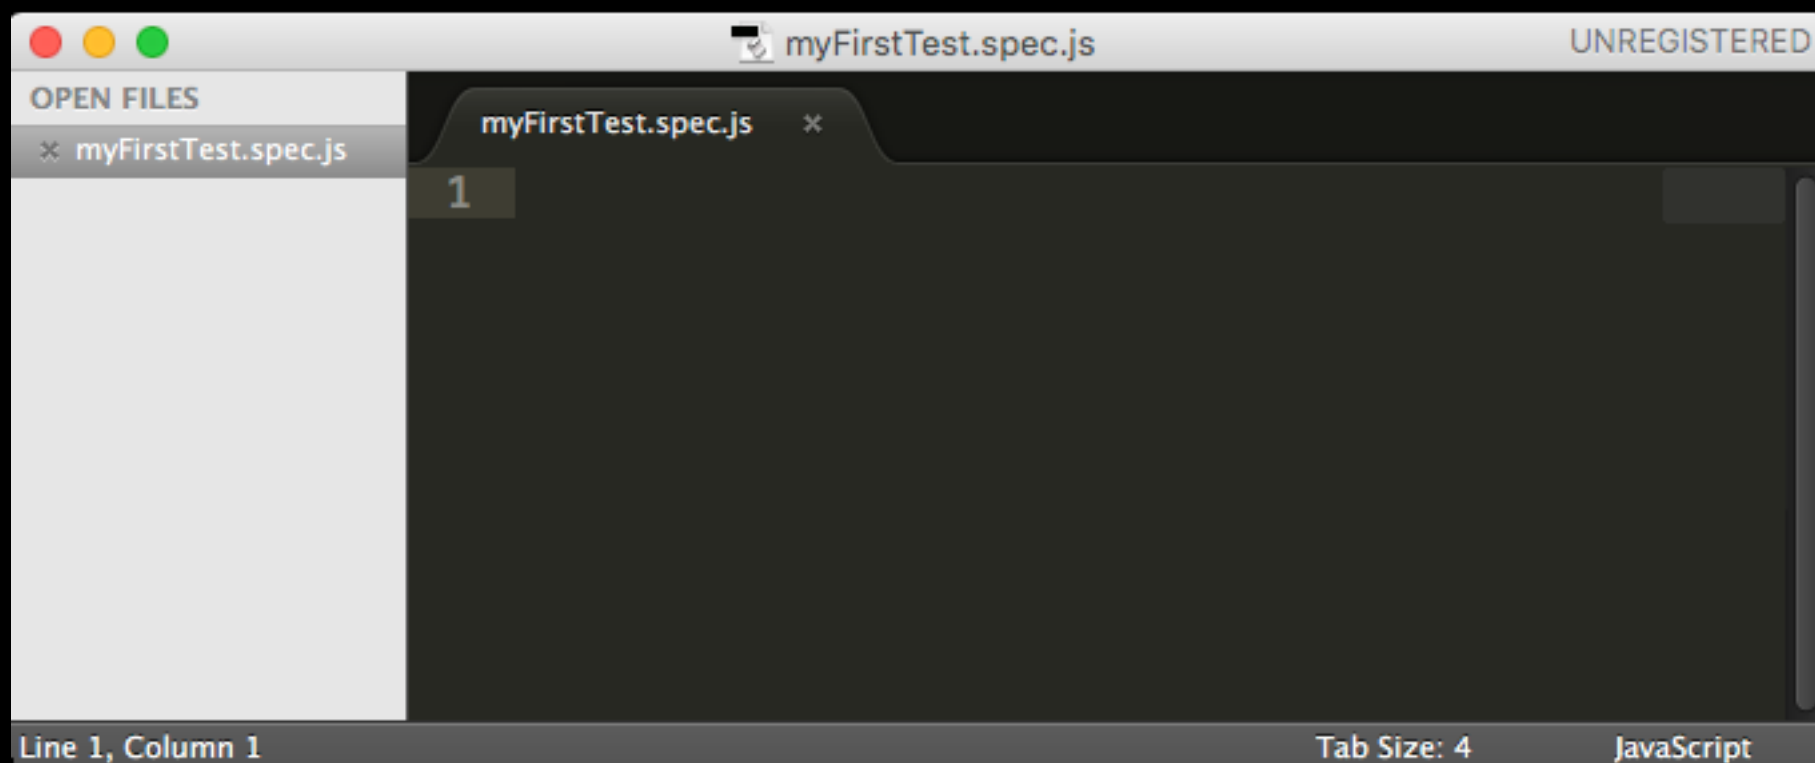 myFirstTest.spec.js UNREGISTERED
OPEN FILES
myFirstTest.spec.js
myFirstTest.spec.js
1
Line 1, Column 1 Tab Size: 4 JavaScript